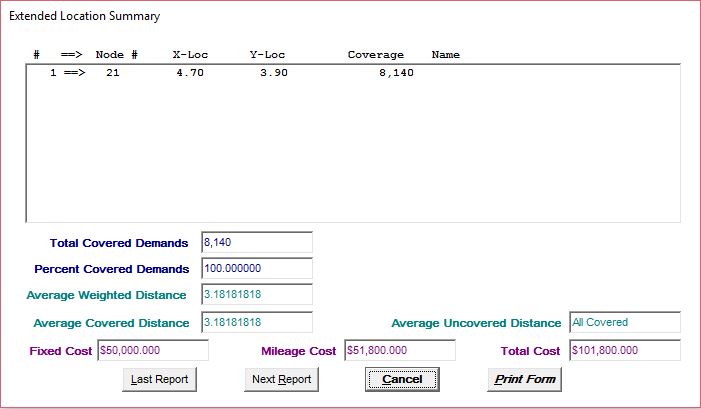 Extended Location Summary
# ==> Node # X-Loc Y-Loc Coverage Name
1 ==> 21 4.70 3.90 8,140
Total Covered Demands 8,140
Percent Covered Demands 100.000000
Average Weighted Distance 3.18181818
Average Covered Distance 3.18181818 Average Uncovered Distance All Covered
Fixed Cost $50,000.000 Mileage Cost $51,800.000 Total Cost $101,800.000
Last Report Next Report Cancel Print Form